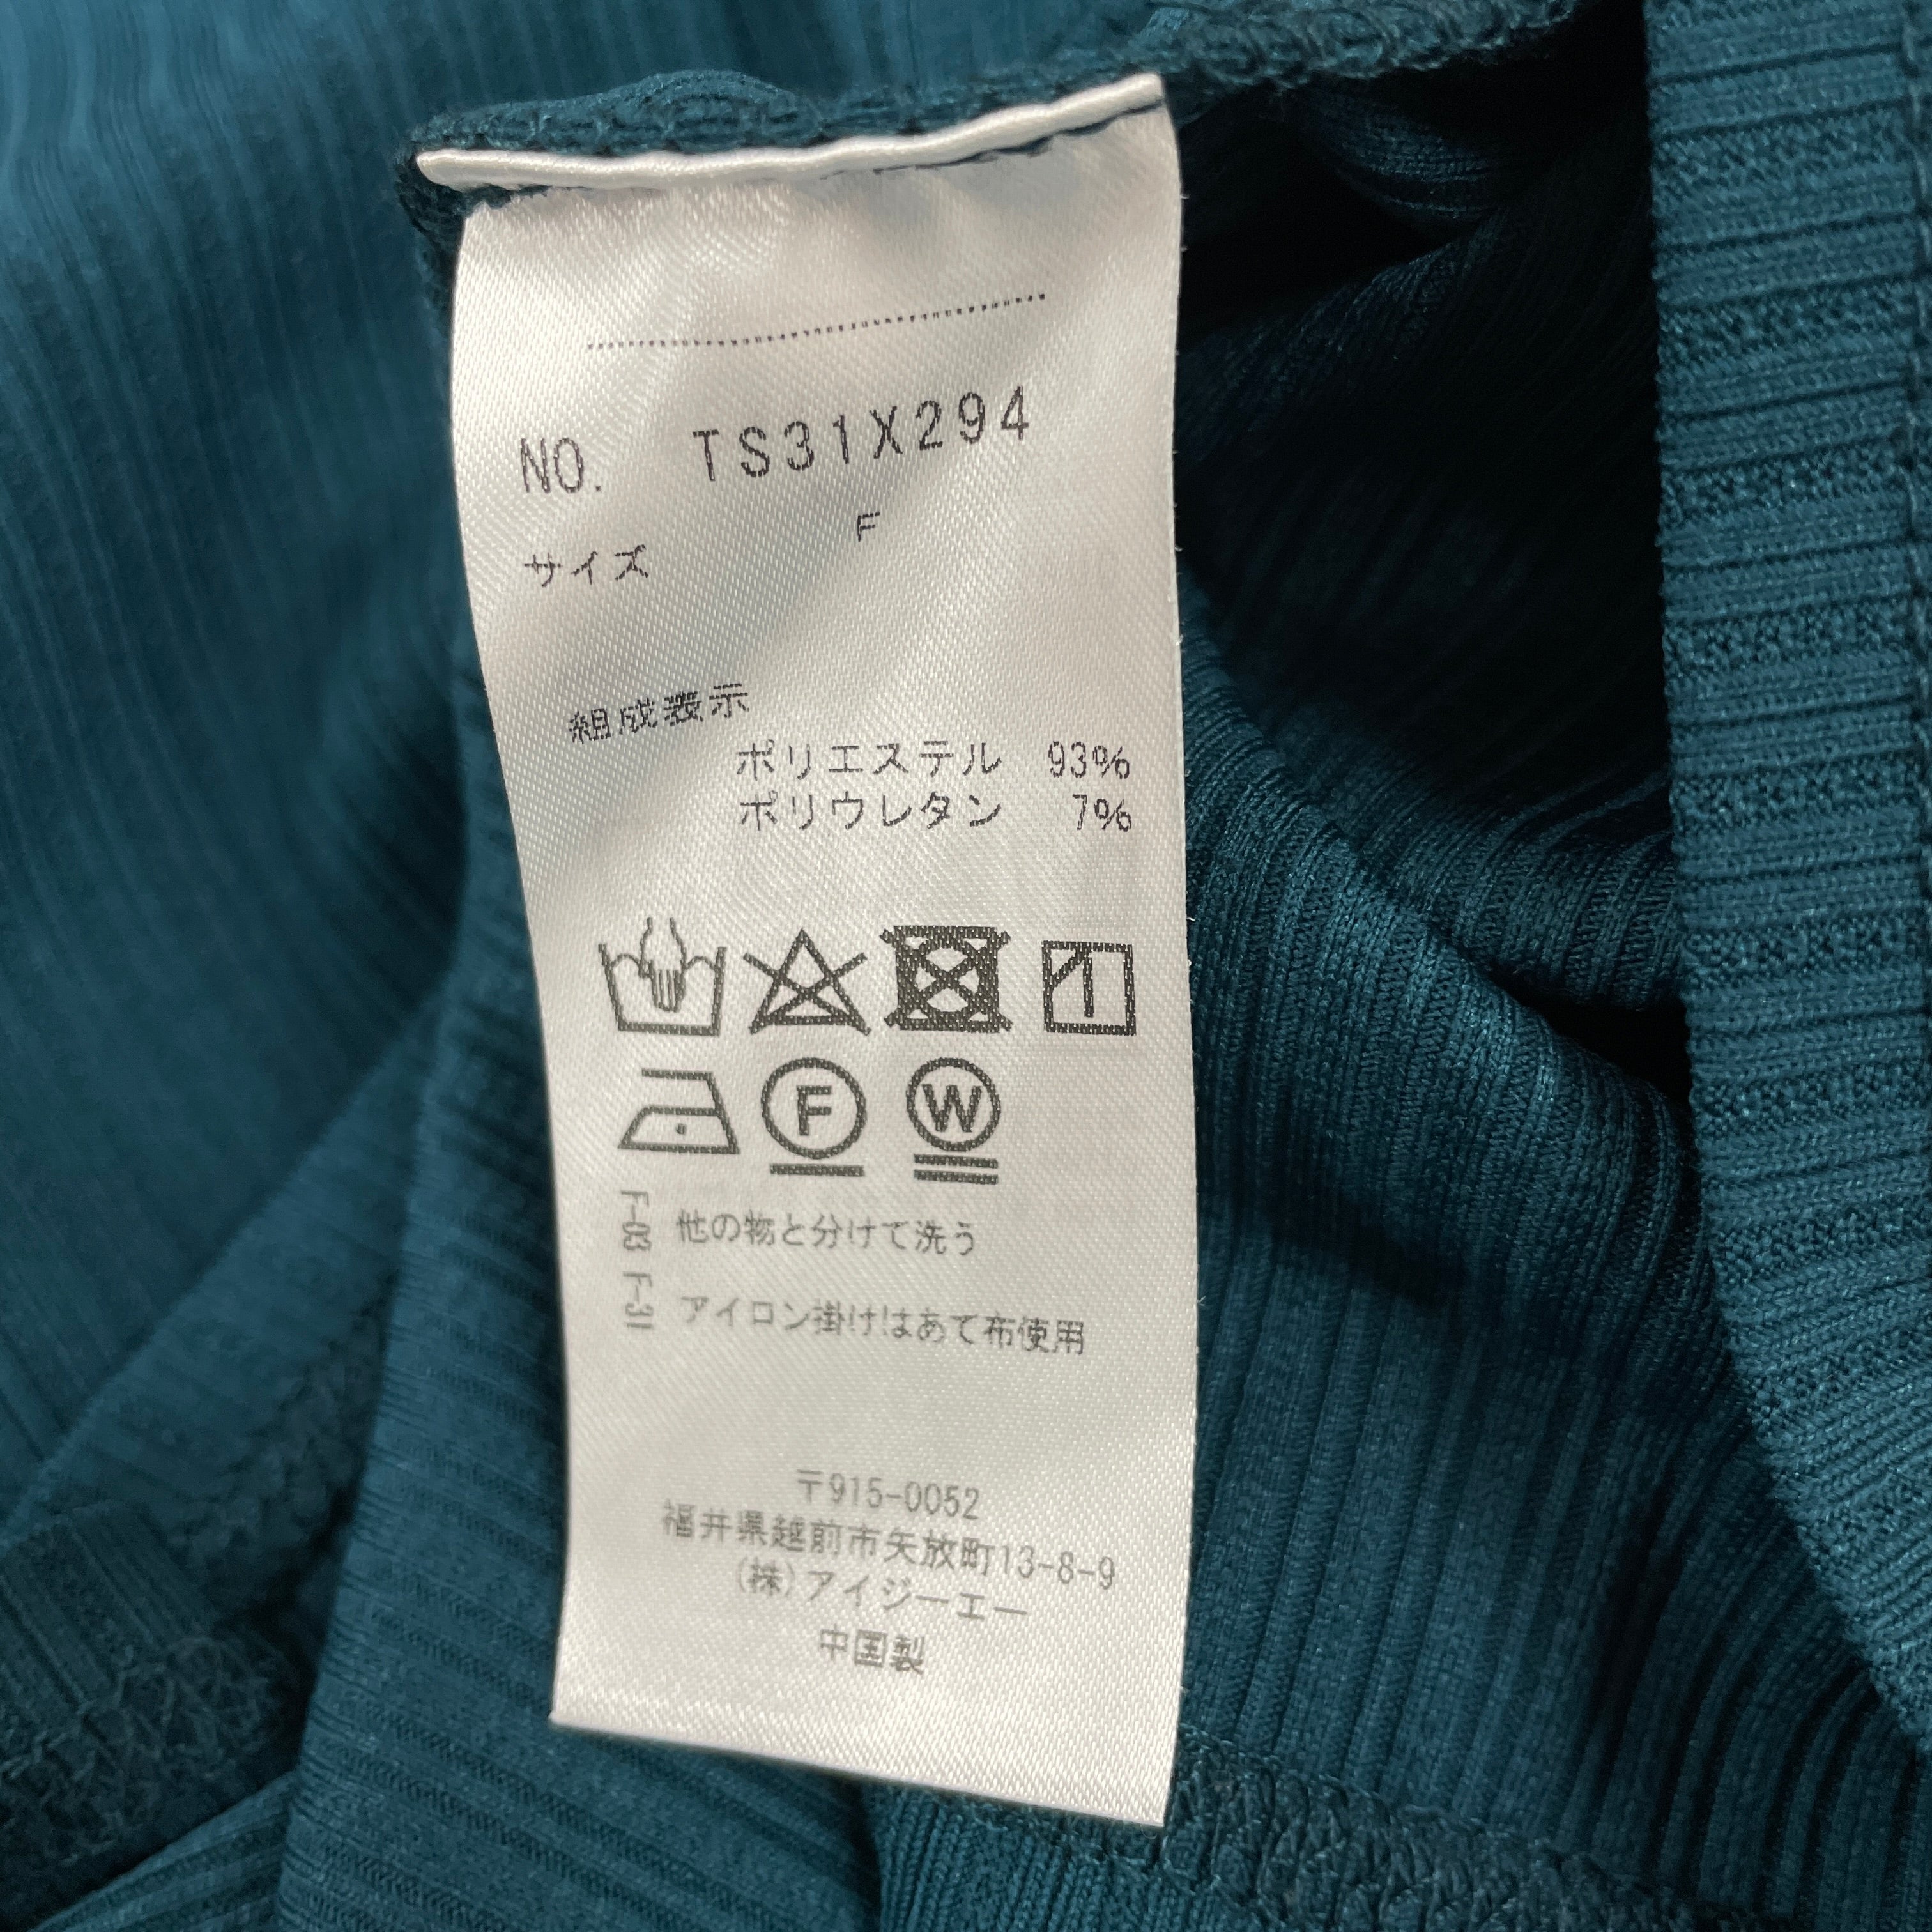 NO. TS31X294
サイズ F
組成表示
ポリエステル 93%
ポリウレタン 7%
F
W
F-03 他の物と分けて洗う
F-31 アイロン掛けはあて布使用
〒915-0052
福井県越前市矢放町13-8-9
(株)アイジーエー
中国製